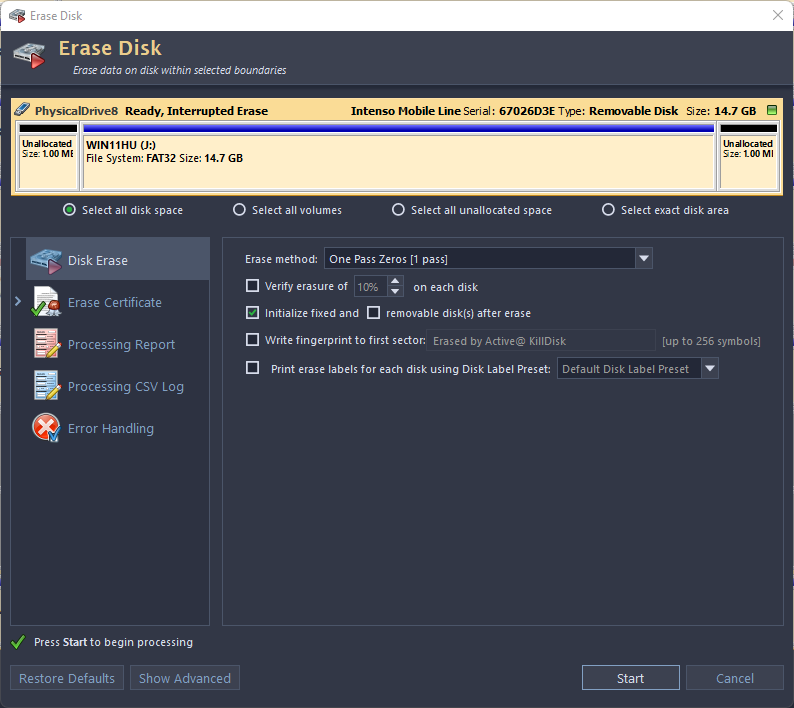 Erase Disk
Erase Disk
Erase data on disk within selected boundaries
PhysicalDrive8 Ready, Interrupted Erase Intenso Mobile Line Serial: 67026D3E Type: Removable Disk Size: 14.7 GB
Unallocated
Size: 1.00 MB
WIN11HU (J:)
File System: FAT32 Size: 14.7 GB
Unallocated
Size: 1.00 MI
Select all disk space Select all volumes Select all unallocated space Select exact disk area
Disk Erase
Erase Certificate
Processing Report
Processing CSV Log
Error Handling
Erase method: One Pass Zeros [1 pass]
Verify erasure of 10% on each disk
Initialize fixed and removable disk(s) after erase
Write fingerprint to first sector: Erased by Active@ KillDisk [up to 256 symbols]
Print erase labels for each disk using Disk Label Preset: Default Disk Label Preset
Press Start to begin processing
Restore Defaults Show Advanced Start Cancel